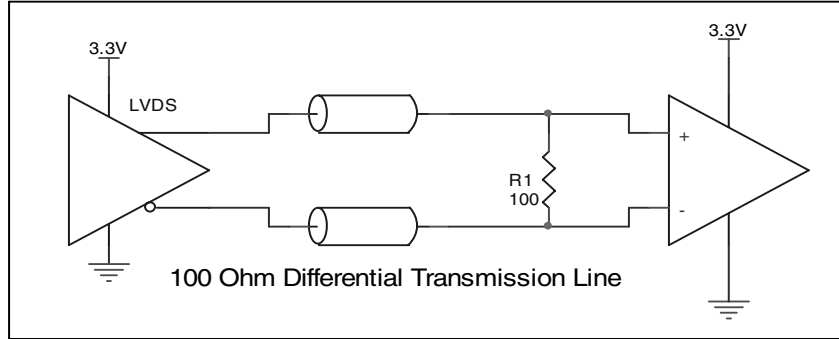 3.3V
3.3V
LVDS
+
R1
100
-
100 Ohm Differential Transmission Line